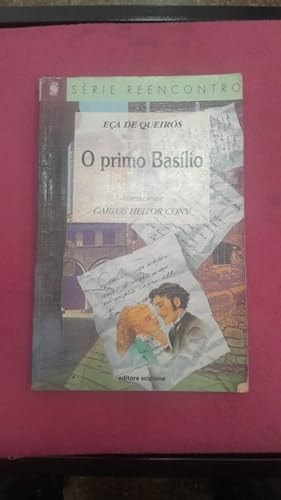 SÉRIE REENCONTRO
EÇA DE QUEIRÓS
O primo Basílio
CARLOS HEITOR CONY
editora scipione